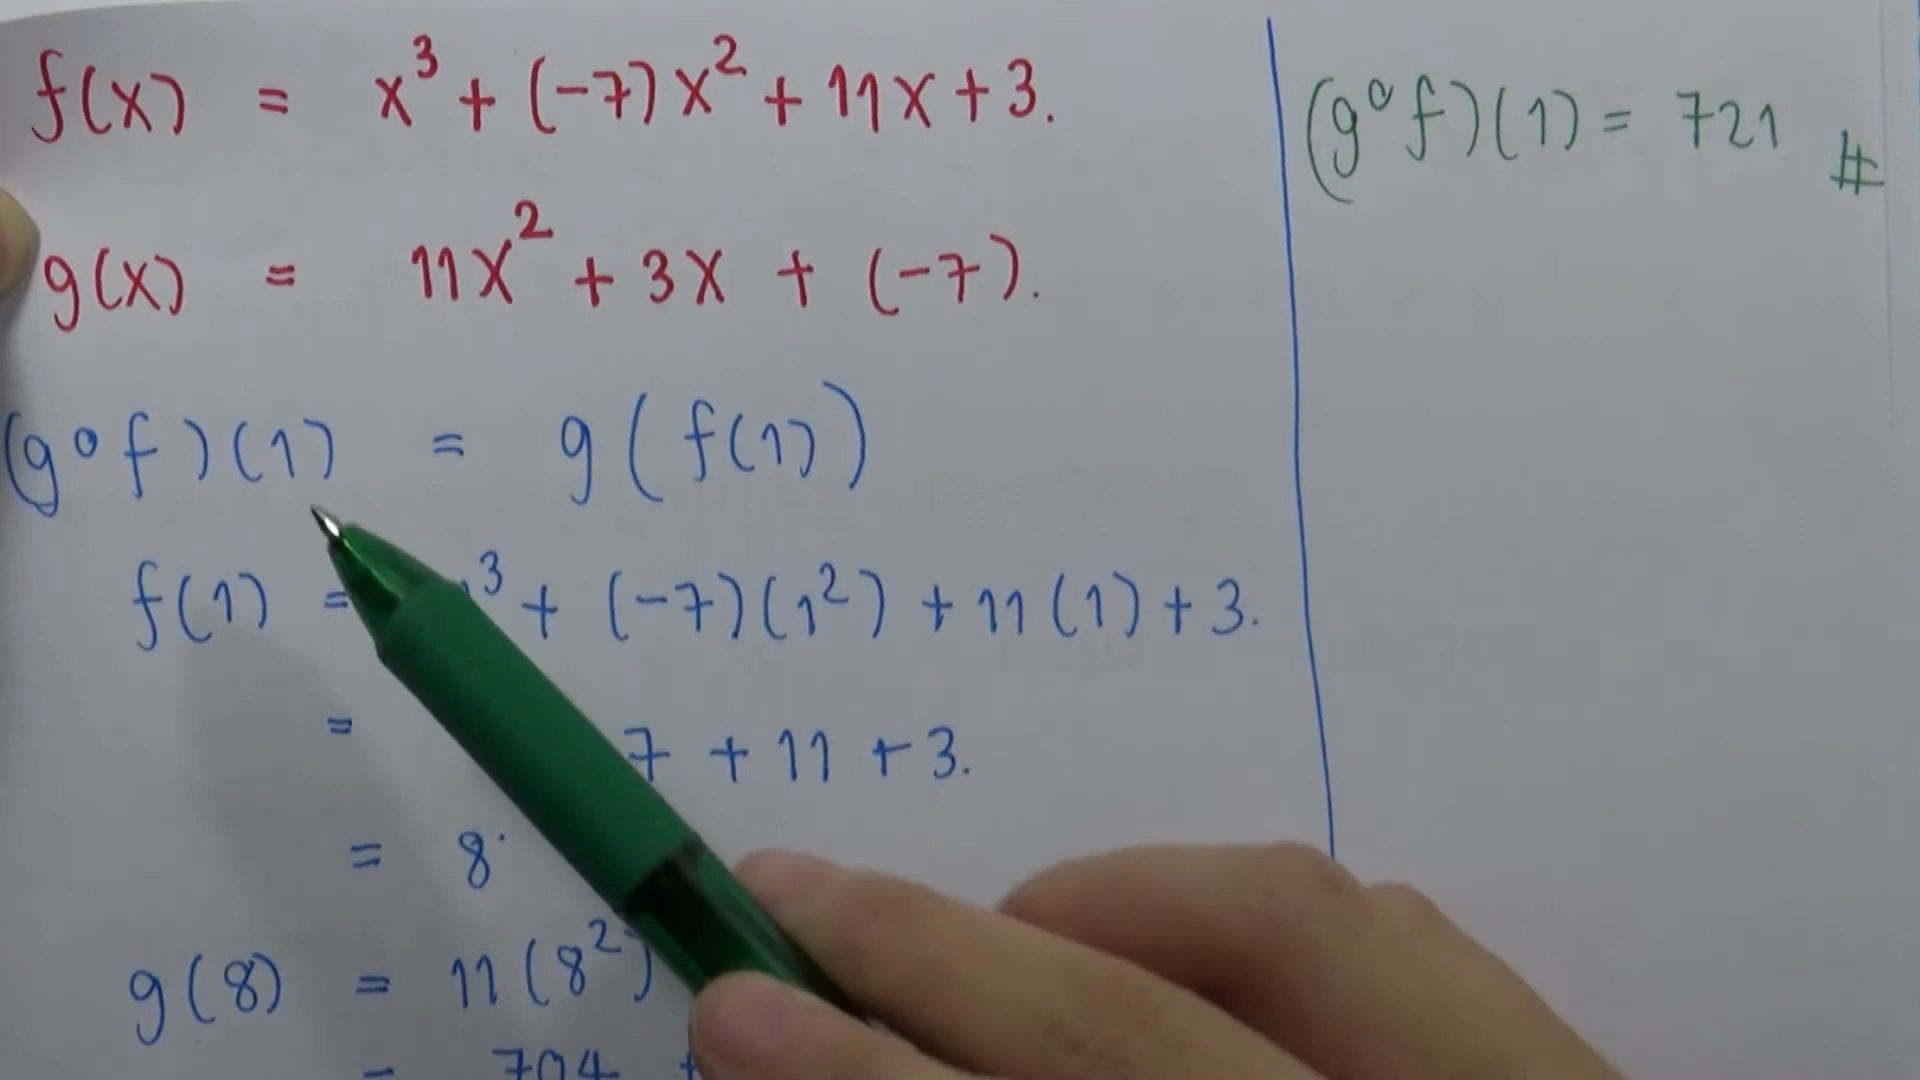 f(x) = x³ + (-7)x² + 11x + 3.
g(x) = 11x² + 3x + (-7).
(g∘f)(1) = g(f(1))
f(1) = ³ + (-7)(1²) + 11(1) + 3.
= 7 + 11 + 3.
= 8.
g(8) = 11(8²)
= 704 +
(g∘f)(1) = 721 #